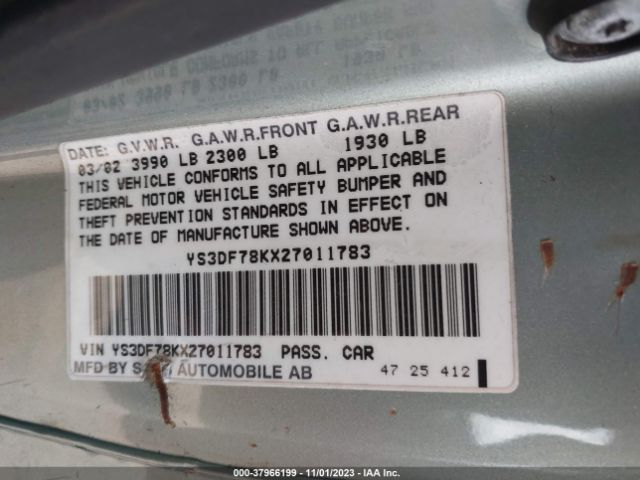 DATE: G.V.W.R. G.A.W.R.FRONT G.A.W.R.REAR
03/02 3990 LB 2300 LB 1930 LB
THIS VEHICLE CONFORMS TO ALL APPLICABLE
FEDERAL MOTOR VEHICLE SAFETY BUMPER AND
THEFT PREVENTION STANDARDS IN EFFECT ON
THE DATE OF MANUFACTURE SHOWN ABOVE.
YS3DF78KX27011783
VIN YS3DF78KX27011783 PASS. CAR
MFD BY AUTOMOBILE AB 47 25 412
000-37966199 - 11/01/2023 - IAA Inc.